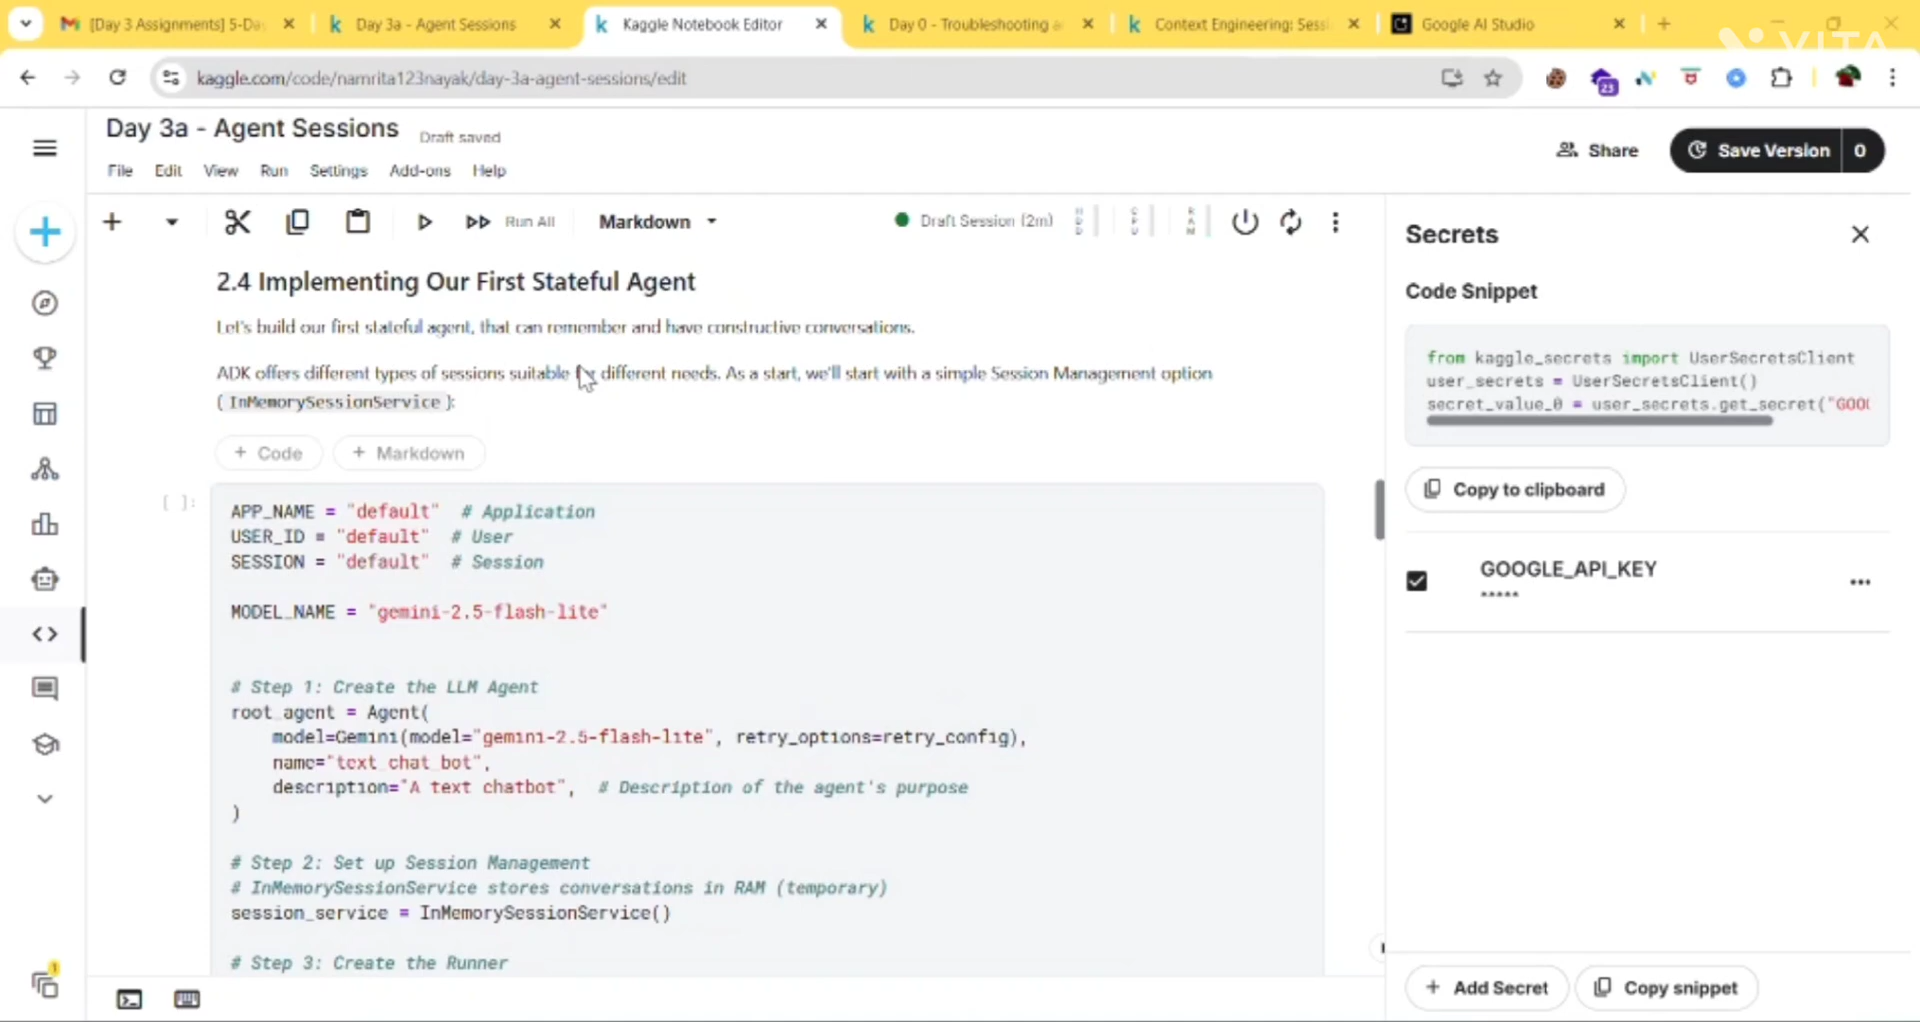 [Day 3 Assignments] 5-Da
Day 3a - Agent Sessions
Kaggle Notebook Editor
Day 0 - Troubleshooting a
Context Engineering: Sessi
Google AI Studio
VITA
kaggle.com/code/namrita123nayak/day-3a-agent-sessions/edit
23
Day 3a - Agent Sessions
Draft saved
File Edit View Run Settings Add-ons Help
Share
Save Version 0
Run All
Markdown
Draft Session (2m)
HDD
CPU
RAM
2.4 Implementing Our First Stateful Agent
Let's build our first stateful agent, that can remember and have constructive conversations.
ADK offers different types of sessions suitable for different needs. As a start, we'll start with a simple Session Management option
( InMemorySessionService ):
+ Code
+ Markdown
[ ]:
APP_NAME = "default" # Application
USER_ID = "default" # User
SESSION = "default" # Session
MODEL_NAME = "gemini-2.5-flash-lite"
# Step 1: Create the LLM Agent
root_agent = Agent(
model=Gemini(model="gemini-2.5-flash-lite", retry_options=retry_config),
name="text_chat_bot",
description="A text chatbot", # Description of the agent's purpose
)
# Step 2: Set up Session Management
# InMemorySessionService stores conversations in RAM (temporary)
session_service = InMemorySessionService()
# Step 3: Create the Runner
Secrets
Code Snippet
from kaggle_secrets import UserSecretsClient
user_secrets = UserSecretsClient()
secret_value_0 = user_secrets.get_secret("GOO
Copy to clipboard
GOOGLE_API_KEY
*****
+ Add Secret
Copy snippet
1